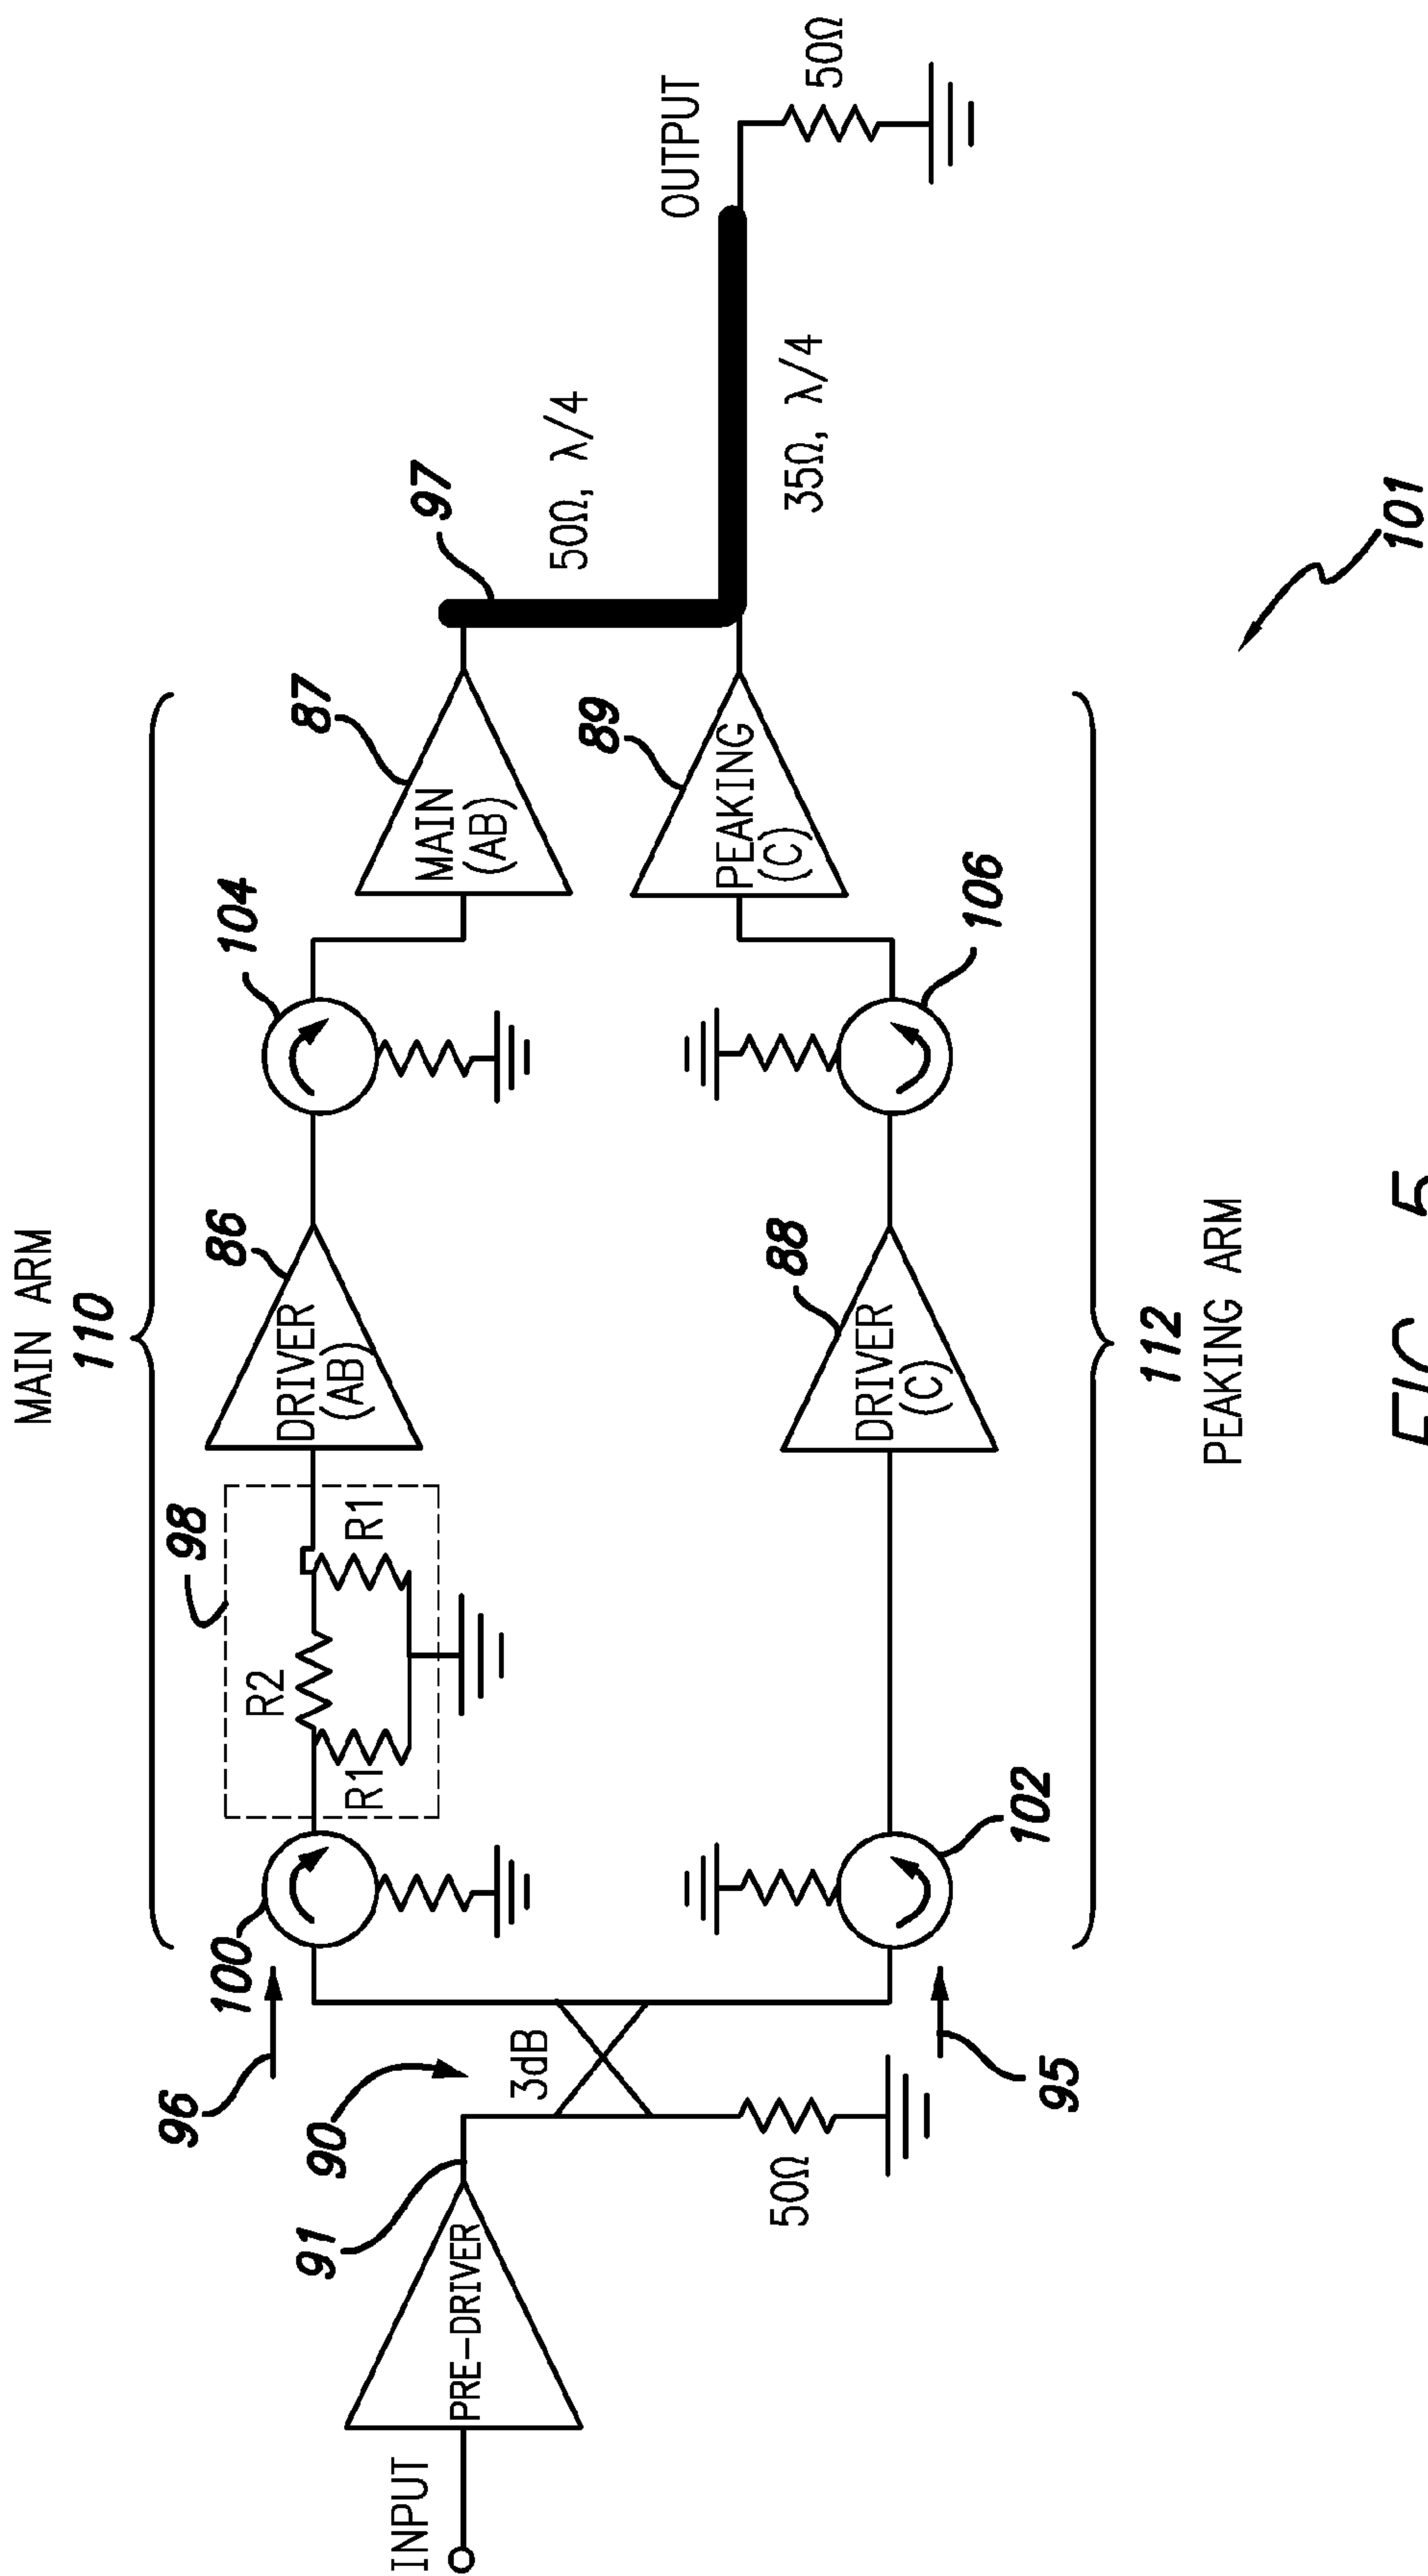 MAIN ARM
110
96
100
98
86
104
R2
R1
R1
DRIVER
(AB)
87
MAIN
(AB)
97
50Ω, λ/4
INPUT
PRE-DRIVER
91
90
3dB
50Ω
89
PEAKING
(C)
OUTPUT
35Ω, λ/4
50Ω
88
DRIVER
(C)
106
95
102
112
PEAKING ARM
101
FIG. 5